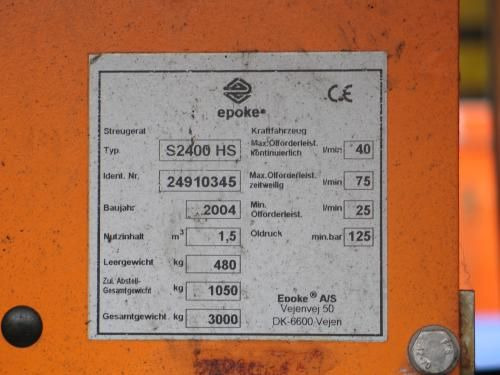 epoke®
CE
Streugerät
Typ. S2400 HS
Ident. Nr. 24910345
Baujahr 2004
Nutzinhalt m³ 1,5
Leergewicht kg 480
Zul. Abstell-
Gesamtgewicht kg 1050
Gesamtgewicht kg 3000
Kraftfahrzeug
Max.Ölförderleist.
kontinuierlich l/min 40
Max.Ölförderleist.
zeitweilig l/min 75
Min.
Ölförderleist. l/min 25
Öldruck min.bar 125
Epoke® A/S
Vejenvej 50
DK-6600 Vejen